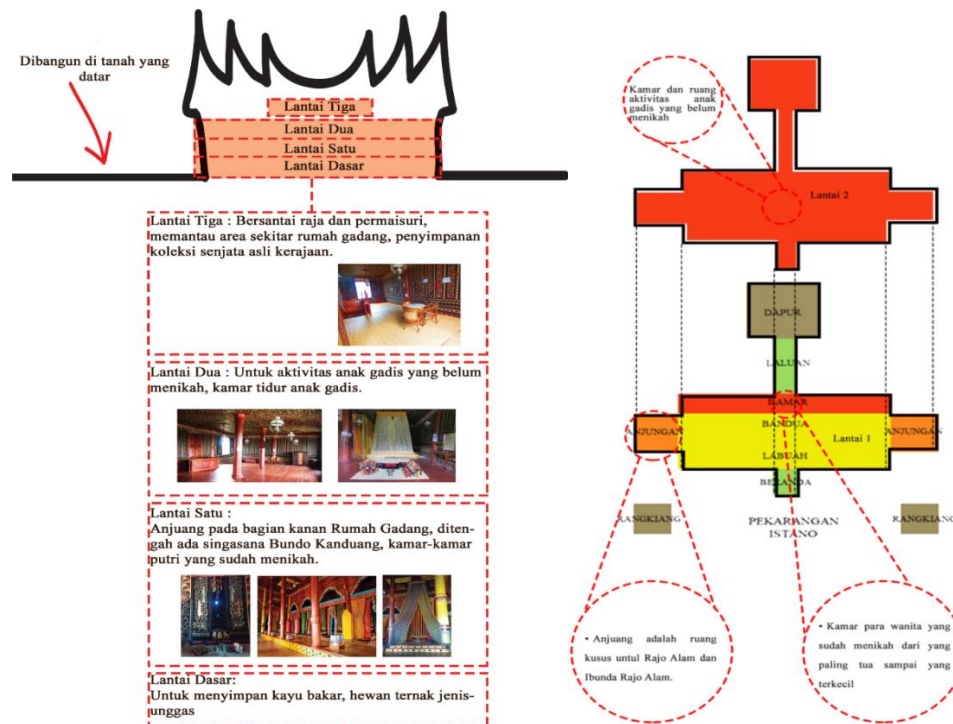 Dibangun di tanah yang
datar
Lantai Tiga
Lantai Dua
Lantai Satu
Lantai Dasar
Lantai Tiga : Bersantai raja dan permaisuri,
memantau area sekitar rumah gadang, penyimpanan
koleksi senjata asli kerajaan.
Lantai Dua : Untuk aktivitas anak gadis yang belum
menikah, kamar tidur anak gadis.
Lantai Satu :
Anjuang pada bagian kanan Rumah Gadang, diten-
gah ada singasana Bundo Kanduang, kamar-kamar
putri yang sudah menikah.
Lantai Dasar:
Untuk menyimpan kayu bakar, hewan ternak jenis-
unggas
Kamar dan ruang
aktivitas anak
gadis yang belum
menikah
Lantai 2
DAPUR
LALUAN
KAMAR
BANDUA
ANJUNGAN
Lantai 1
ANJUNGAN
LABUAH
BERANDA
RANGKIANG
PEKARANGAN
ISTANO
RANGKIANG
• Anjuang adalah ruang
kusus untul Rajo Alam dan
Ibunda Rajo Alam.
• Kamar para wanita yang
sudah menikah dari yang
paling tua sampai yang
terkecil